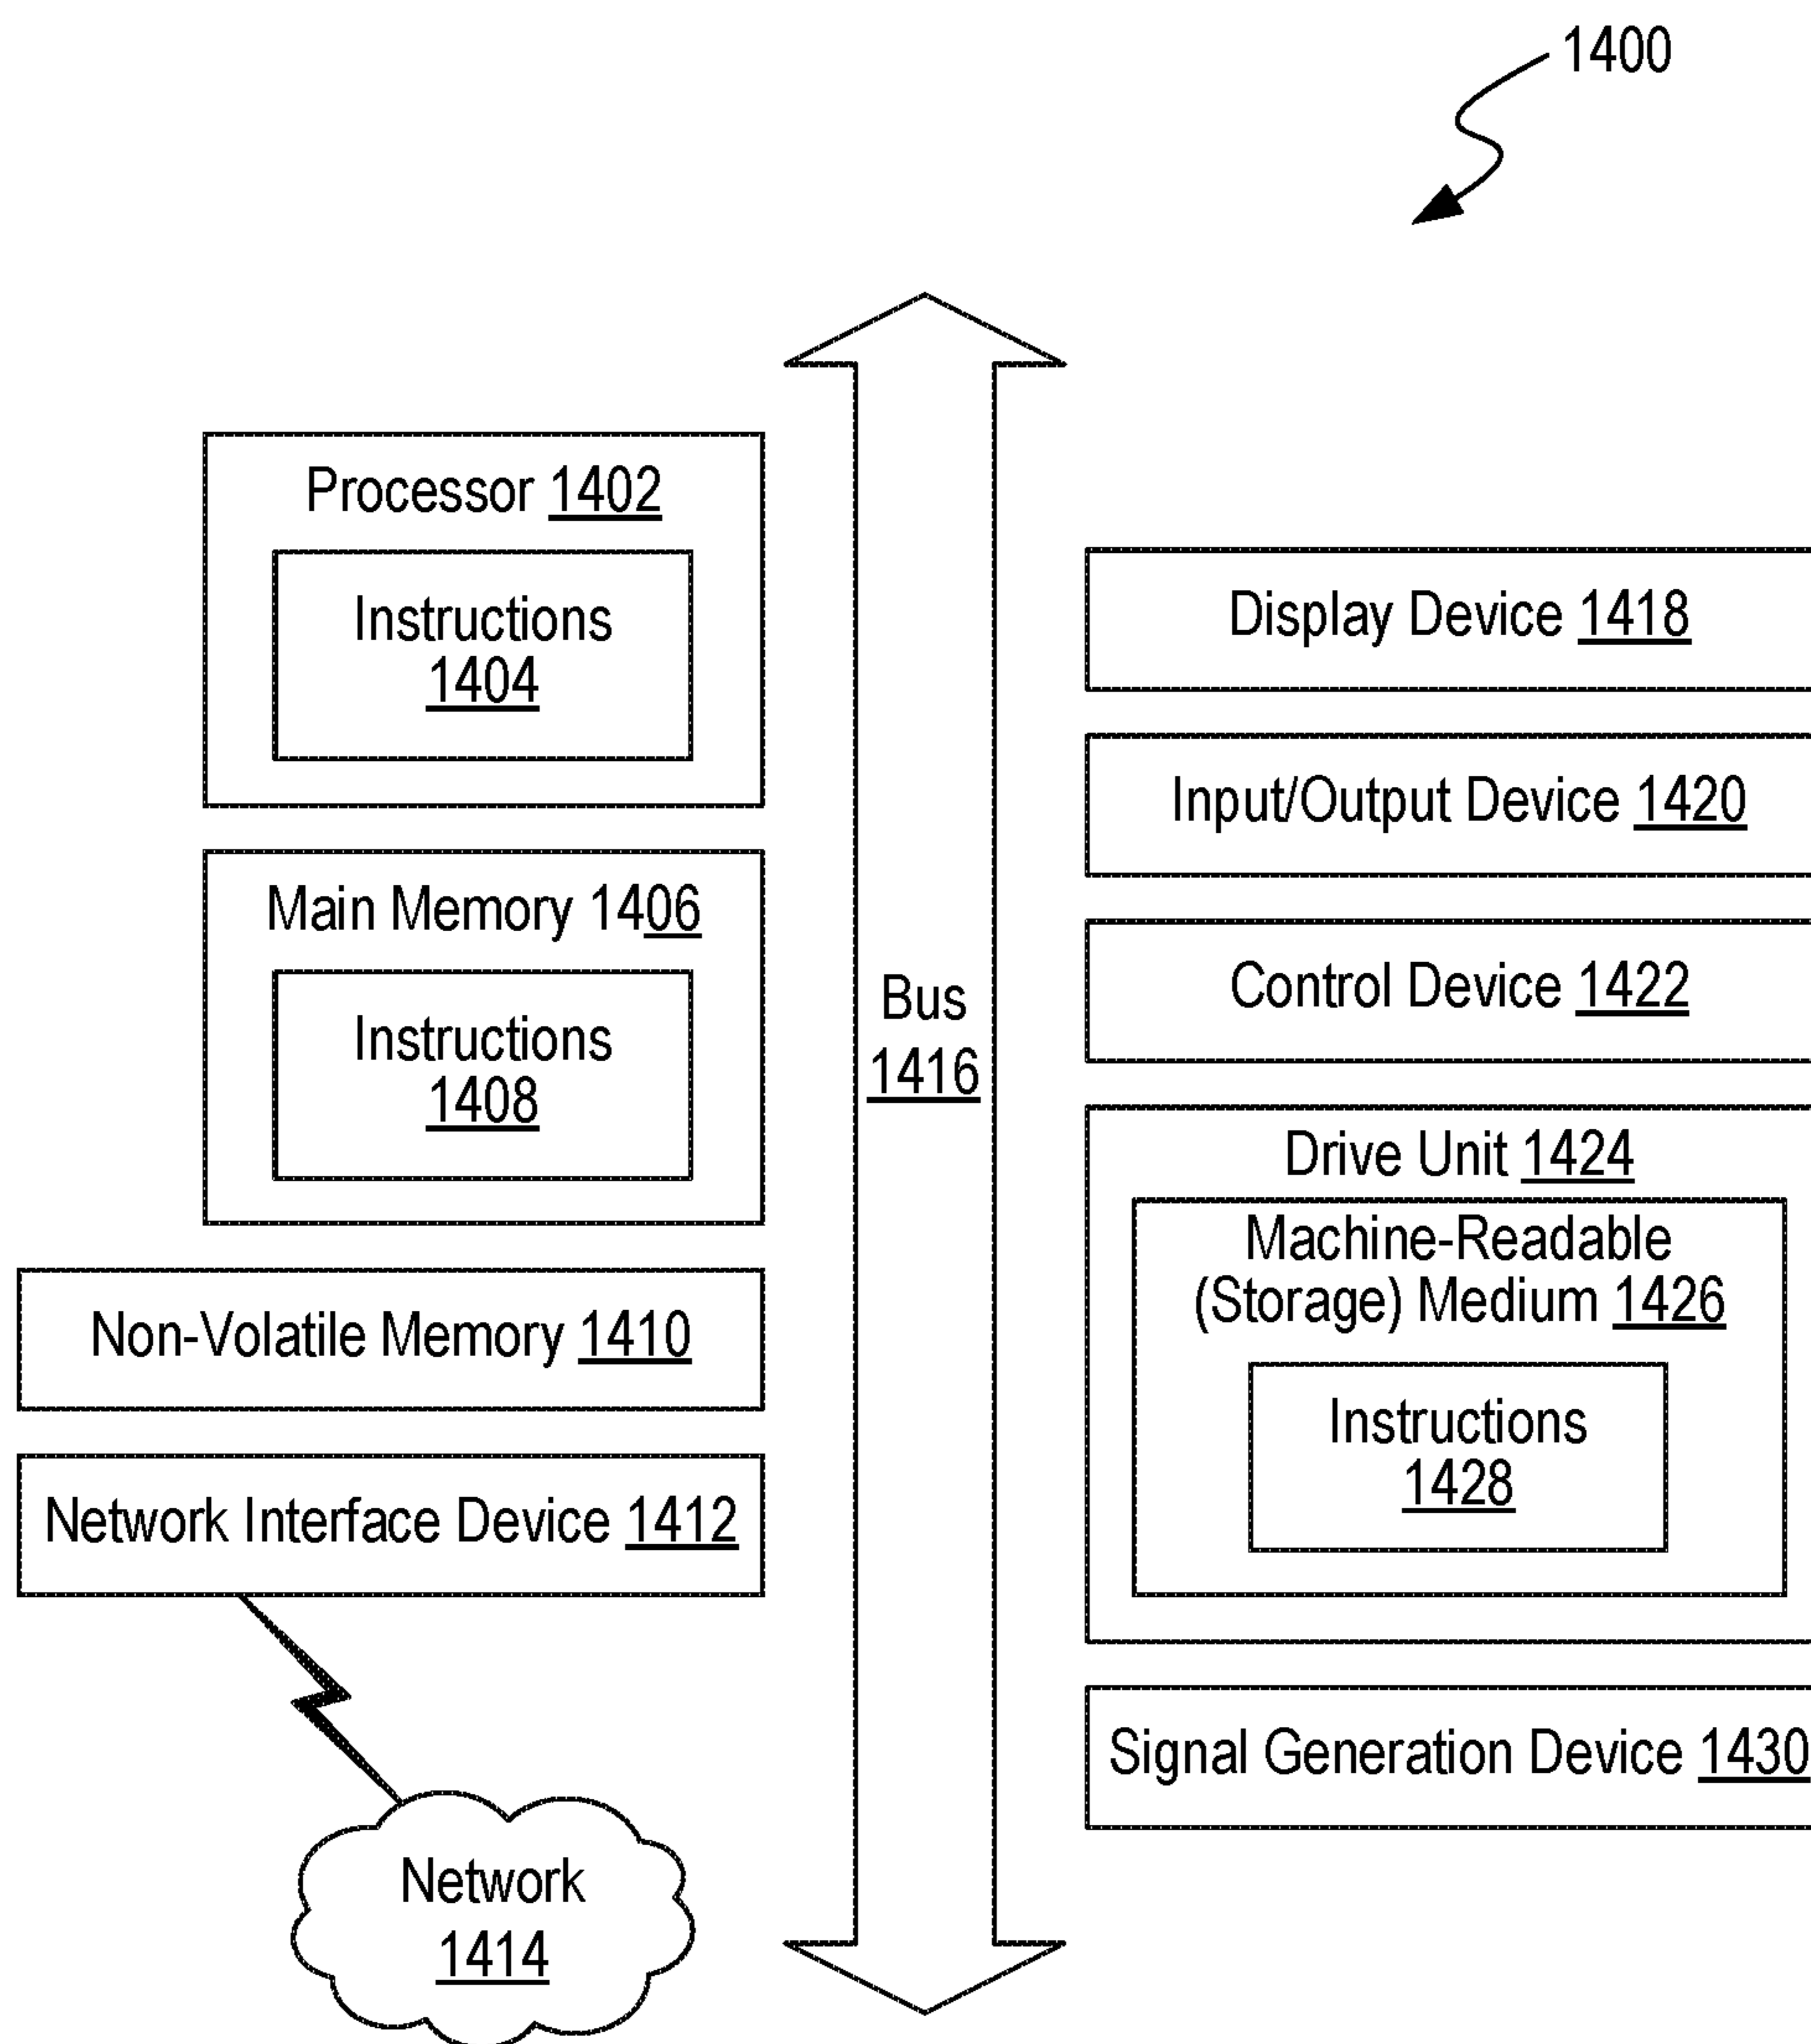 1400
Processor 1402
Instructions
1404
Main Memory 1406
Instructions
1408
Non-Volatile Memory 1410
Network Interface Device 1412
Network
1414
Bus
1416
Display Device 1418
Input/Output Device 1420
Control Device 1422
Drive Unit 1424
Machine-Readable
(Storage) Medium 1426
Instructions
1428
Signal Generation Device 1430